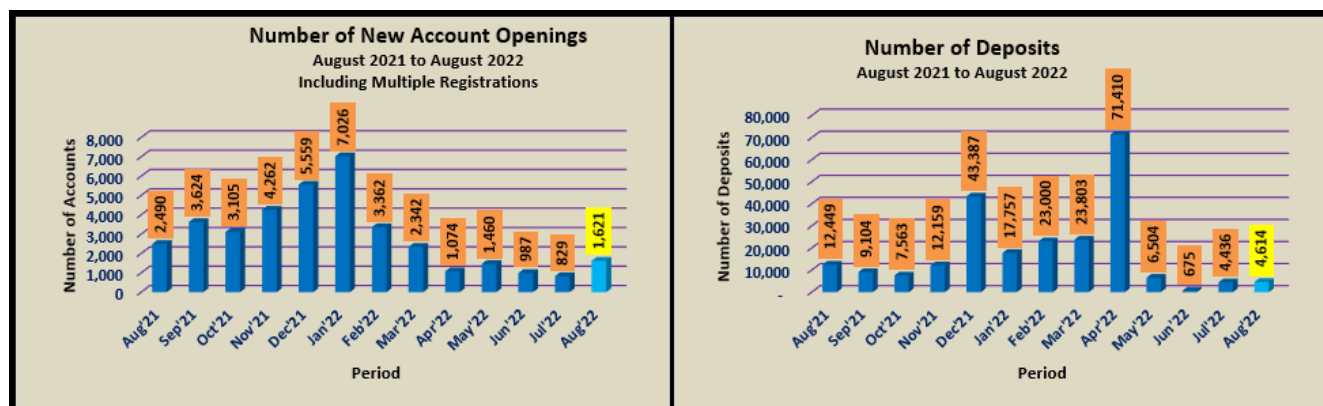 Number of New Account Openings
August 2021 to August 2022
Including Multiple Registrations
Number of Accounts
8,000
7,000
6,000
5,000
4,000
3,000
2,000
1,000
0
2,490
3,624
3,105
4,262
5,559
7,026
3,362
2,342
1,074
1,460
987
829
1,621
Aug'21
Sep'21
Oct'21
Nov'21
Dec'21
Jan'22
Feb'22
Mar'22
Apr'22
May'22
Jun'22
Jul'22
Aug'22
Period
Number of Deposits
August 2021 to August 2022
Number of Deposits
80,000
70,000
60,000
50,000
40,000
30,000
20,000
10,000
-
12,449
9,104
7,563
12,159
43,387
17,757
23,000
23,803
71,410
6,504
675
4,436
4,614
Aug'21
Sep'21
Oct'21
Nov'21
Dec'21
Jan'22
Feb'22
Mar'22
Apr'22
May'22
Jun'22
Jul'22
Aug'22
Period